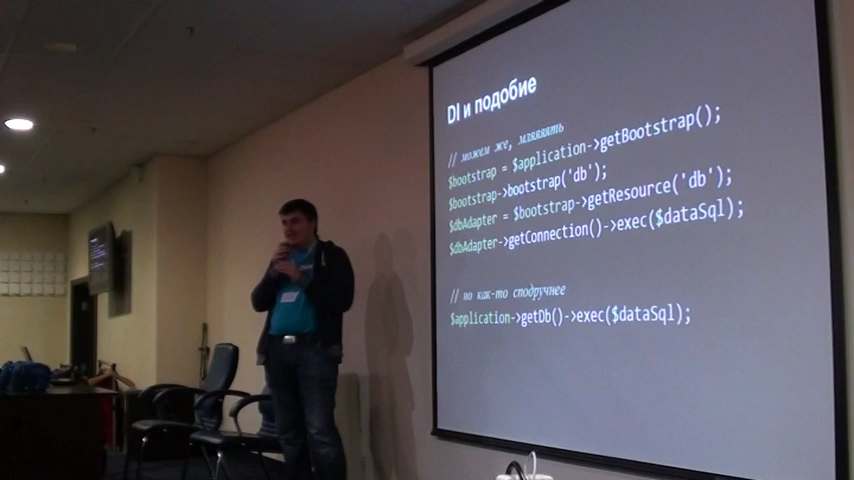 DI и подобие
// можем же, мляяять
$bootstrap = $application->getBootstrap();
$bootstrap->bootstrap('db');
$dbAdapter = $bootstrap->getResource('db');
$dbAdapter->getConnection()->exec($dataSql);
// но как-то сподручнее
$application->getDb()->exec($dataSql);